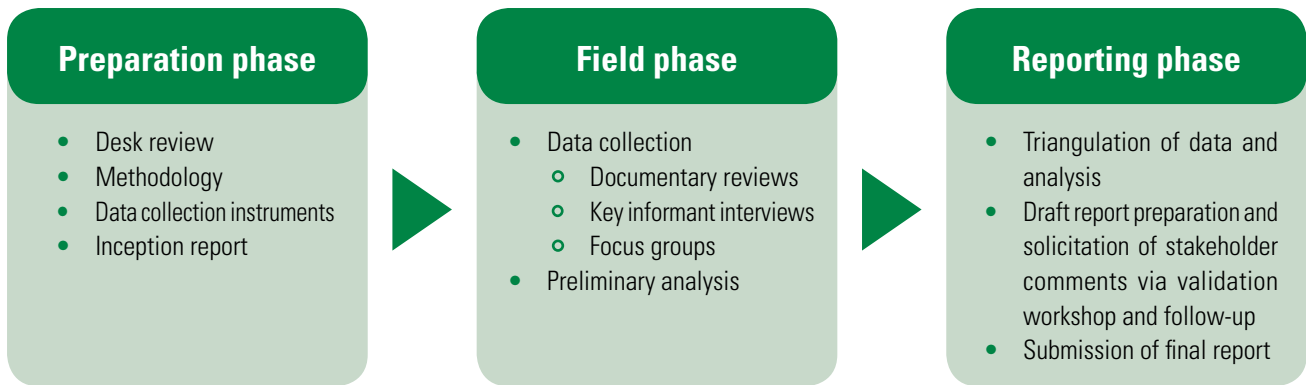 Preparation phase
• Desk review
• Methodology
• Data collection instruments
• Inception report
Field phase
• Data collection
o Documentary reviews
o Key informant interviews
o Focus groups
• Preliminary analysis
Reporting phase
• Triangulation of data and
analysis
• Draft report preparation and
solicitation of stakeholder
comments via validation
workshop and follow-up
• Submission of final report